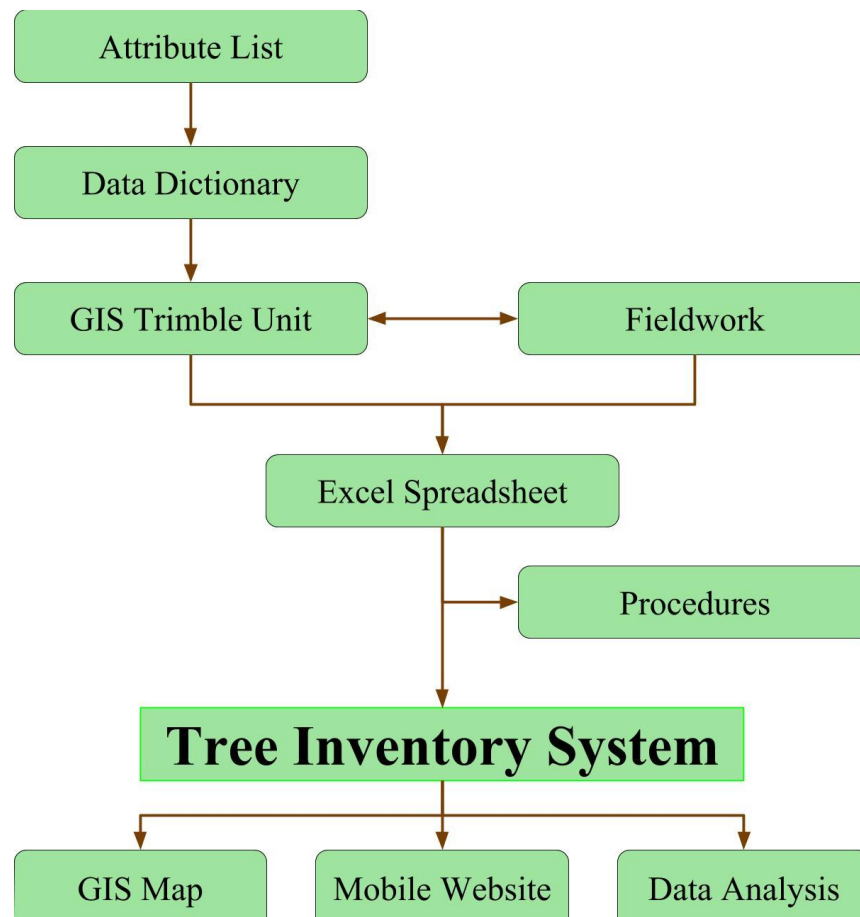 Attribute List
Data Dictionary
GIS Trimble Unit
Fieldwork
Excel Spreadsheet
Procedures
Tree Inventory System
GIS Map
Mobile Website
Data Analysis